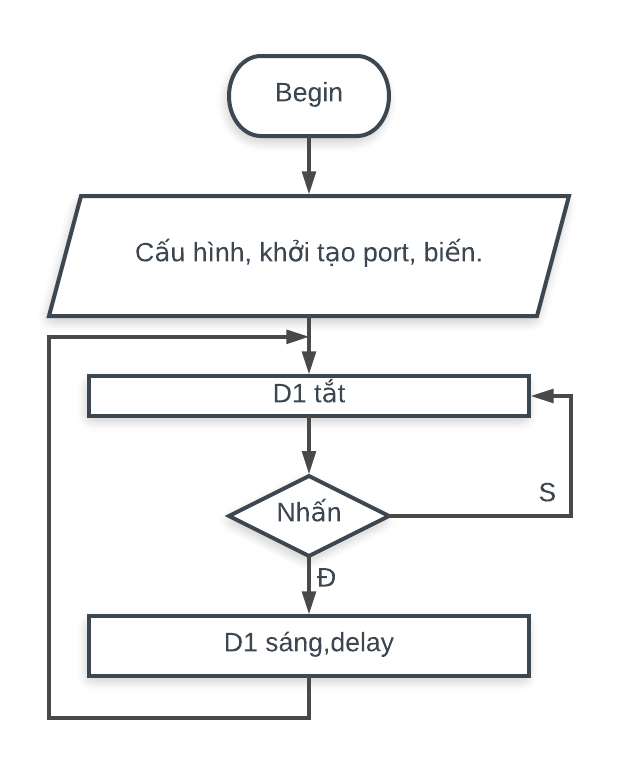 Begin
Cấu hình, khởi tạo port, biến.
D1 tắt
S
Nhấn
Đ
D1 sáng,delay